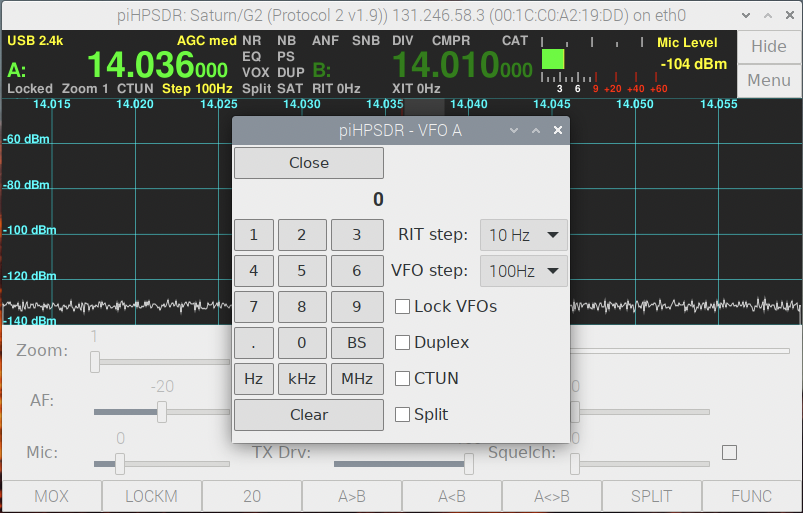 piHPSDR: Saturn/G2 (Protocol 2 v1.9)) 131.246.58.3 (00:1C:C0:A2:19:DD) on eth0
USB 2.4k AGC med NR NB ANF SNB DIV CMPR CAT Mic Level Hide
A: 14.036000 EQ PS B: 14.010000 -104 dBm
VOX DUP
Locked Zoom 1 CTUN Step 100Hz Split SAT RIT 0Hz XIT 0Hz 3 6 9 +20 +40 +60 Menu
14.015 14.020 14.025 14.030 14.035 14.040 14.045 14.050 14.055
-60 dBm
-80 dBm
-100 dBm
-120 dBm
-140 dBm
piHPSDR - VFO A
Close
0
1 2 3 RIT step: 10 Hz
4 5 6 VFO step: 100Hz
7 8 9 Lock VFOs
. 0 BS Duplex
Hz kHz MHz CTUN
Clear Split
Zoom: 1
AF: -20 0
Mic: 0 TX Drv: Squelch: 0
MOX LOCKM 20 A>B A<B A<>B SPLIT FUNC